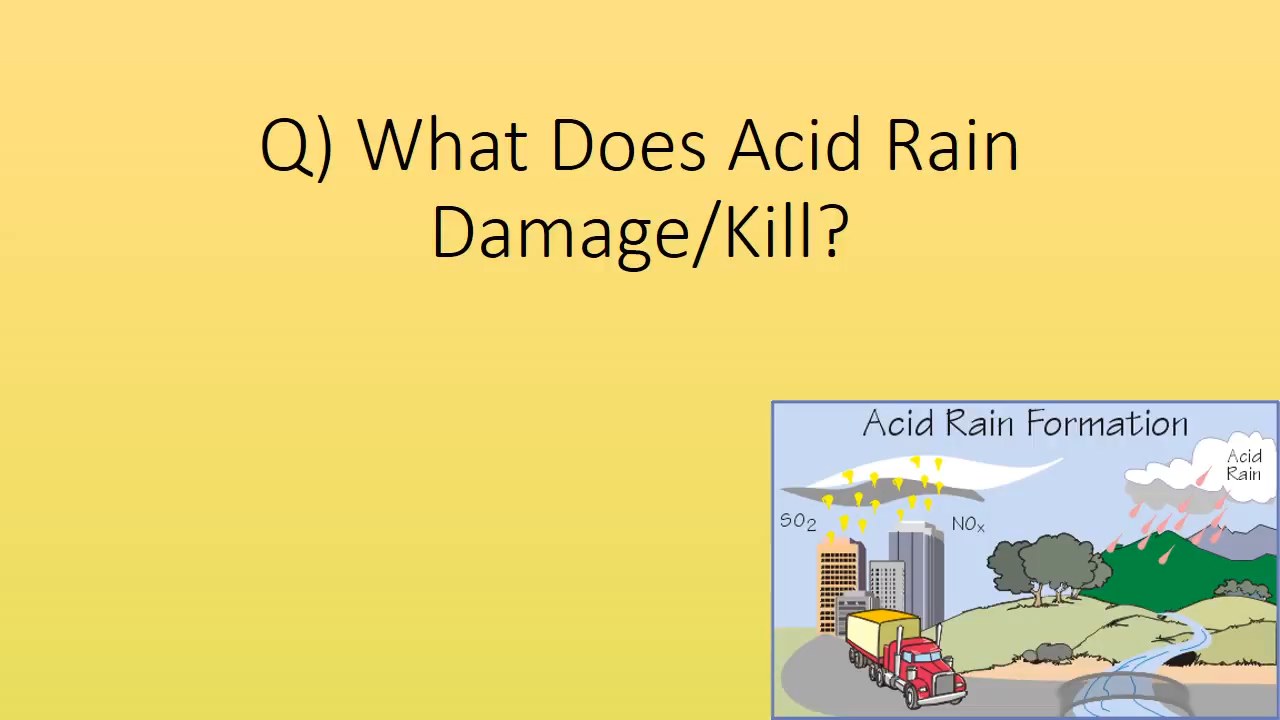 Q) What Does Acid Rain
Damage/Kill?
Acid Rain Formation
Acid
Rain
SO₂
NOₓ